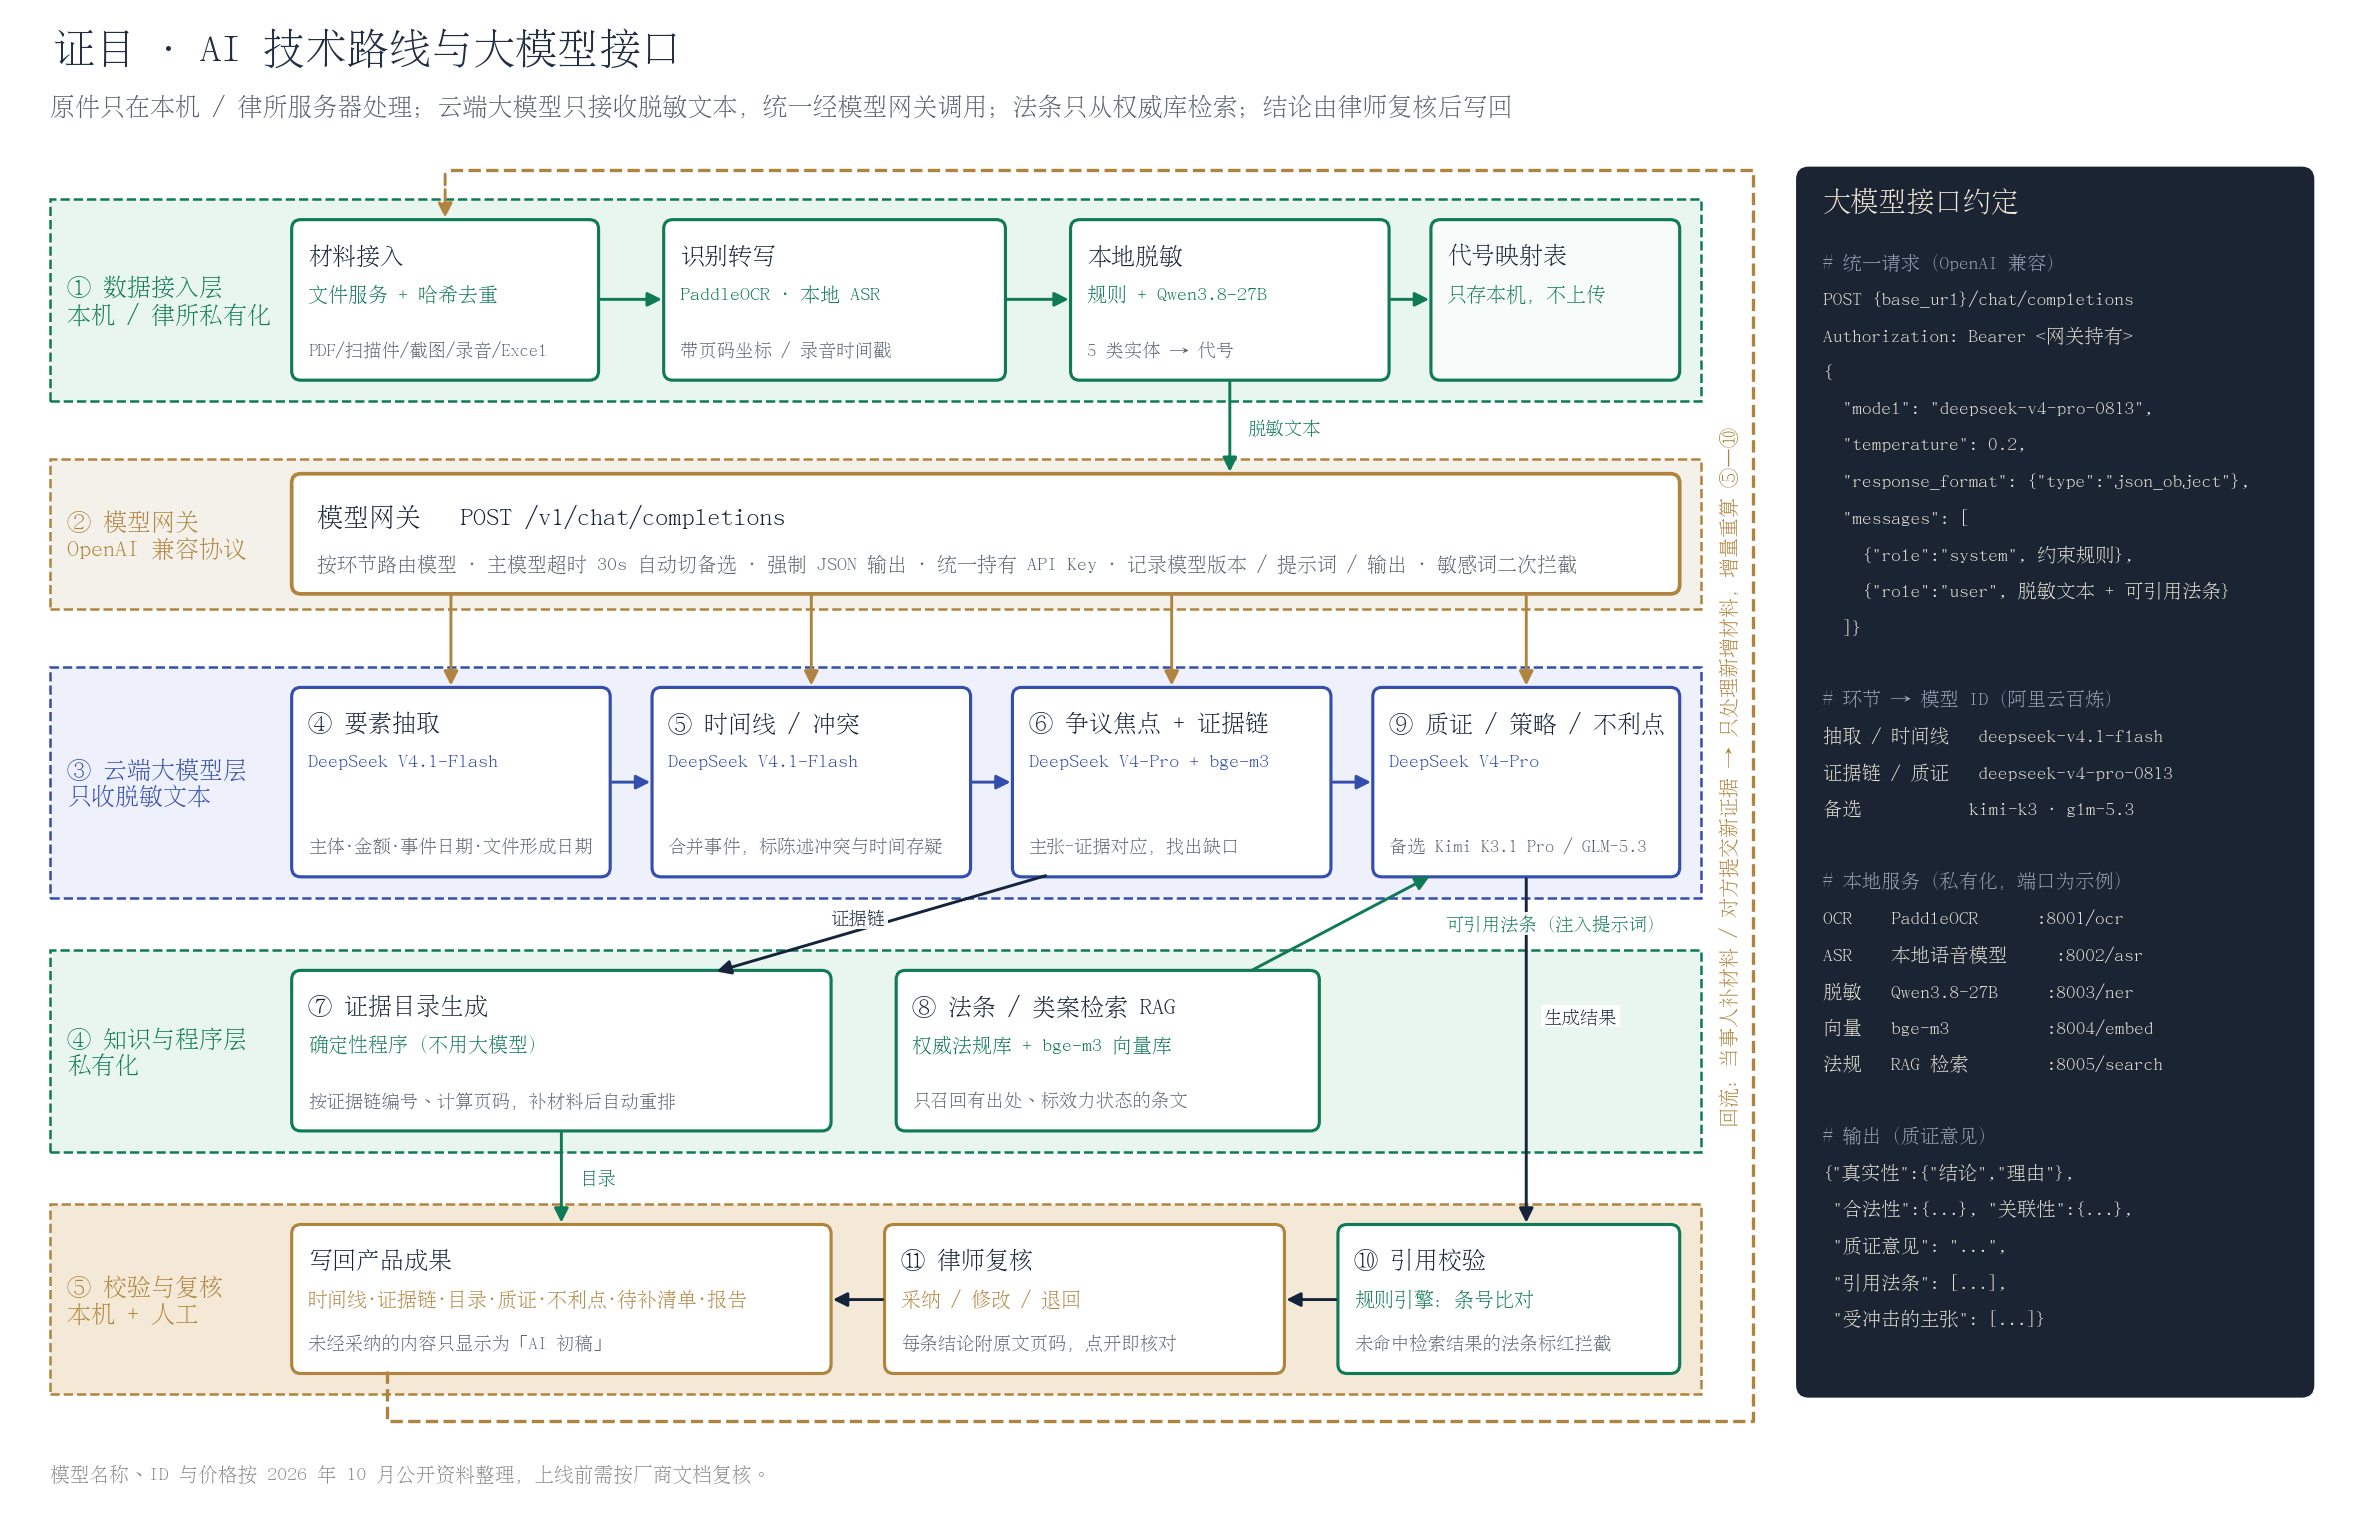 证目 · AI 技术路线与大模型接口
原件只在本机 / 律所服务器处理；云端大模型只接收脱敏文本，统一经模型网关调用；法条只从权威库检索；结论由律师复核后写回
① 数据接入层
本机 / 律所私有化
材料接入
文件服务 + 哈希去重
PDF/扫描件/截图/录音/Excel
识别转写
PaddleOCR · 本地 ASR
带页码坐标 / 录音时间戳
本地脱敏
规则 + Qwen3.8-27B
5 类实体 → 代号
代号映射表
只存本机，不上传
脱敏文本
② 模型网关
OpenAI 兼容协议
模型网关 POST /v1/chat/completions
按环节路由模型 · 主模型超时 30s 自动切备选 · 强制 JSON 输出 · 统一持有 API Key · 记录模型版本 / 提示词 / 输出 · 敏感词二次拦截
③ 云端大模型层
只收脱敏文本
④ 要素抽取
DeepSeek V4.1-Flash
主体·金额·事件日期·文件形成日期
⑤ 时间线 / 冲突
DeepSeek V4.1-Flash
合并事件，标陈述冲突与时间存疑
⑥ 争议焦点 + 证据链
DeepSeek V4-Pro + bge-m3
主张-证据对应，找出缺口
⑨ 质证 / 策略 / 不利点
DeepSeek V4-Pro
备选 Kimi K3.1 Pro / GLM-5.3
证据链
可引用法条（注入提示词）
④ 知识与程序层
私有化
⑦ 证据目录生成
确定性程序（不用大模型）
按证据链编号、计算页码，补材料后自动重排
⑧ 法条 / 类案检索 RAG
权威法规库 + bge-m3 向量库
只召回有出处、标效力状态的条文
生成结果
目录
⑤ 校验与复核
本机 + 人工
写回产品成果
时间线·证据链·目录·质证·不利点·待补清单·报告
未经采纳的内容只显示为「AI 初稿」
⑪ 律师复核
采纳 / 修改 / 退回
每条结论附原文页码，点开即核对
⑩ 引用校验
规则引擎：条号比对
未命中检索结果的法条标红拦截
回流：当事人补材料 / 对方提交新证据 → 只处理新增材料，增量重算 ⑤—⑩
大模型接口约定
# 统一请求（OpenAI 兼容）
POST {base_url}/chat/completions
Authorization: Bearer <网关持有>
{
"model": "deepseek-v4-pro-0813",
"temperature": 0.2,
"response_format": {"type":"json_object"},
"messages": [
{"role":"system", 约束规则},
{"role":"user", 脱敏文本 + 可引用法条}
]}
# 环节 → 模型 ID（阿里云百炼）
抽取 / 时间线 deepseek-v4.1-flash
证据链 / 质证 deepseek-v4-pro-0813
备选 kimi-k3 · glm-5.3
# 本地服务（私有化，端口为示例）
OCR PaddleOCR :8001/ocr
ASR 本地语音模型 :8002/asr
脱敏 Qwen3.8-27B :8003/ner
向量 bge-m3 :8004/embed
法规 RAG 检索 :8005/search
# 输出（质证意见）
{"真实性":{"结论","理由"},
"合法性":{...}, "关联性":{...},
"质证意见": "...",
"引用法条": [...],
"受冲击的主张": [...]}
模型名称、ID 与价格按 2026 年 10 月公开资料整理，上线前需按厂商文档复核。